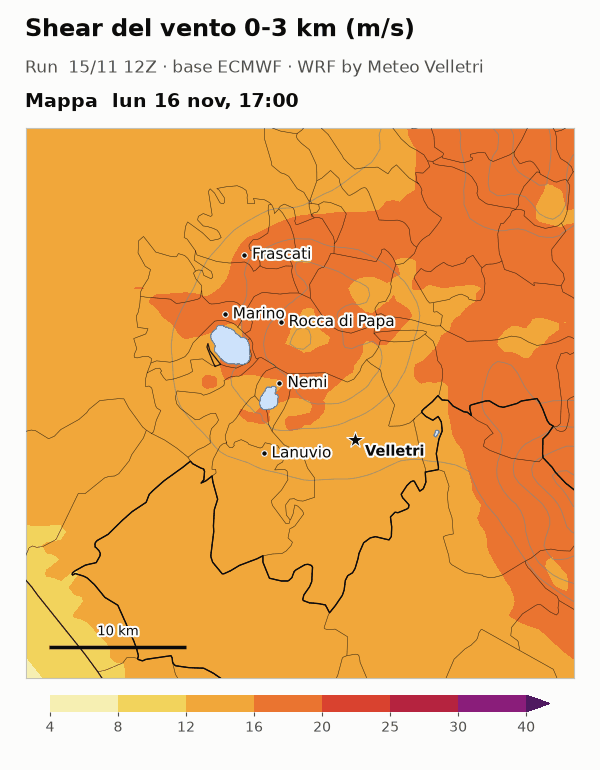 Shear del vento 0-3 km (m/s)
Run  15/11 12Z · base ECMWF · WRF by Meteo Velletri
Mappa  lun 16 nov, 17:00
Frascati
Marino
Rocca di Papa
Nemi
Velletri
Lanuvio
10 km
4 8 12 16 20 25 30 40